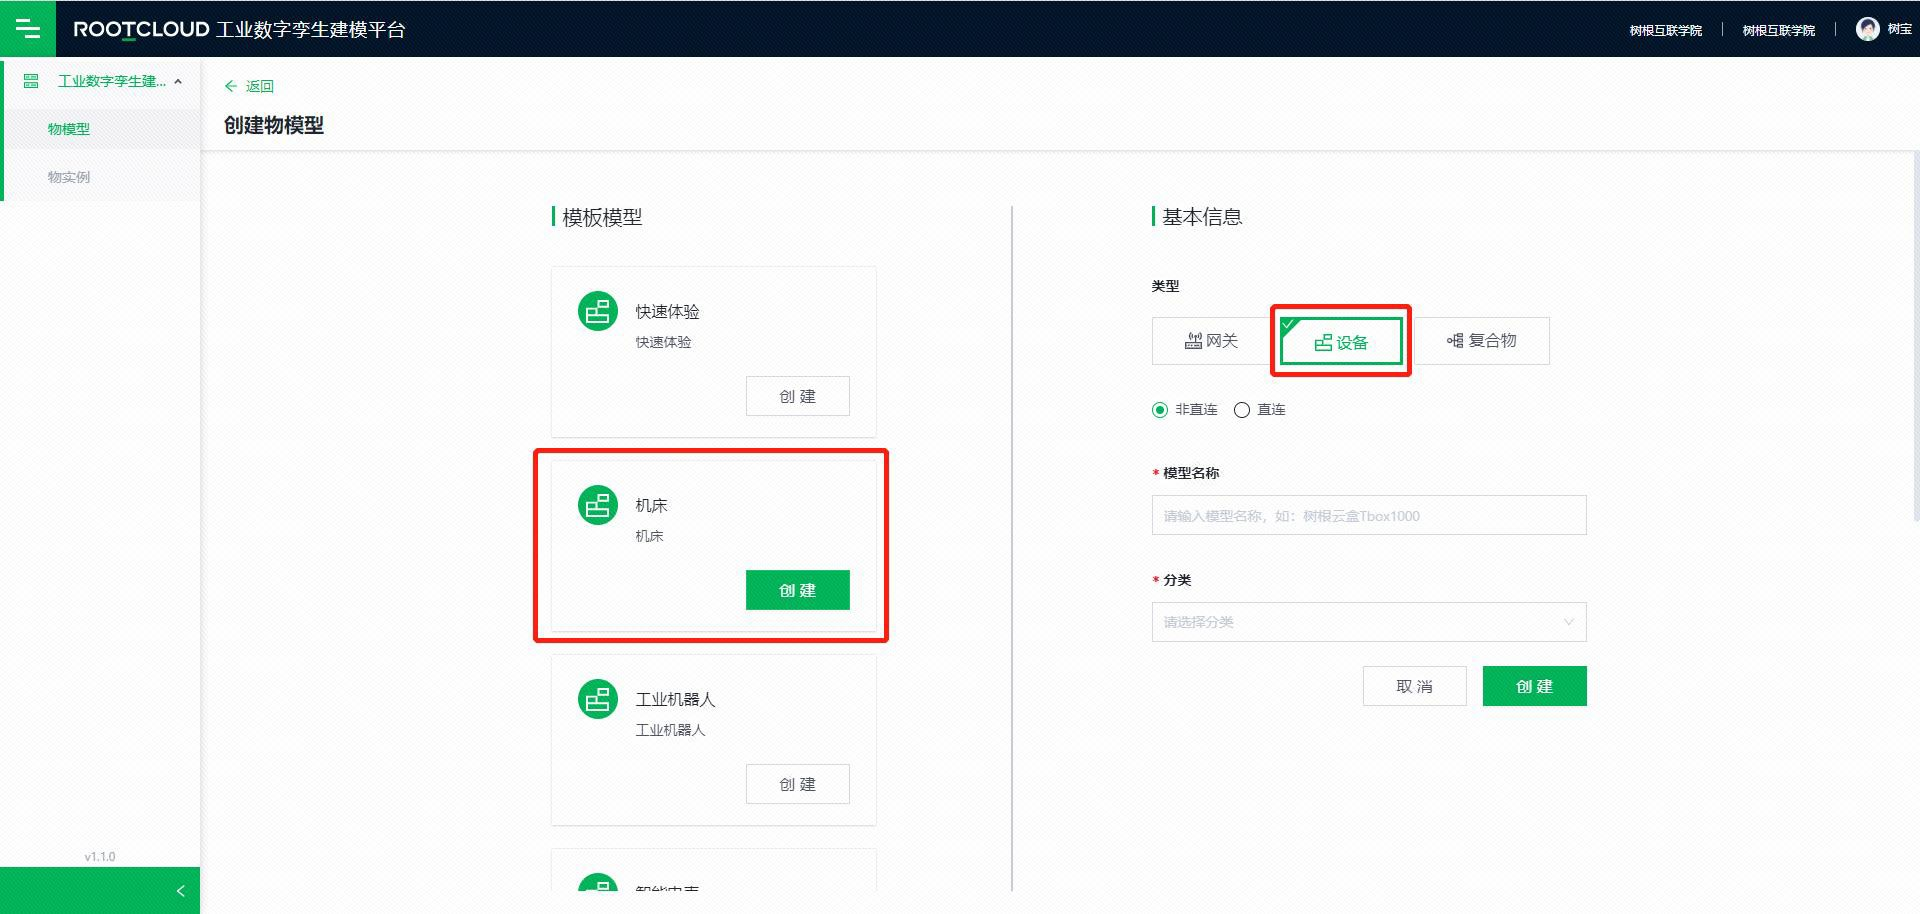 ROOTCLOUD 工业数字孪生建模平台
树根互联学院
树根互联学院
树宝
工业数字孪生建...
物模型
物实例
返回
创建物模型
模板模型
快速体验
快速体验
创 建
机床
机床
创 建
工业机器人
工业机器人
创 建
基本信息
类型
网关
设备
复合物
非直连
直连
* 模型名称
请输入模型名称，如：树根云盒Tbox1000
* 分类
请选择分类
取 消
创 建
v1.1.0